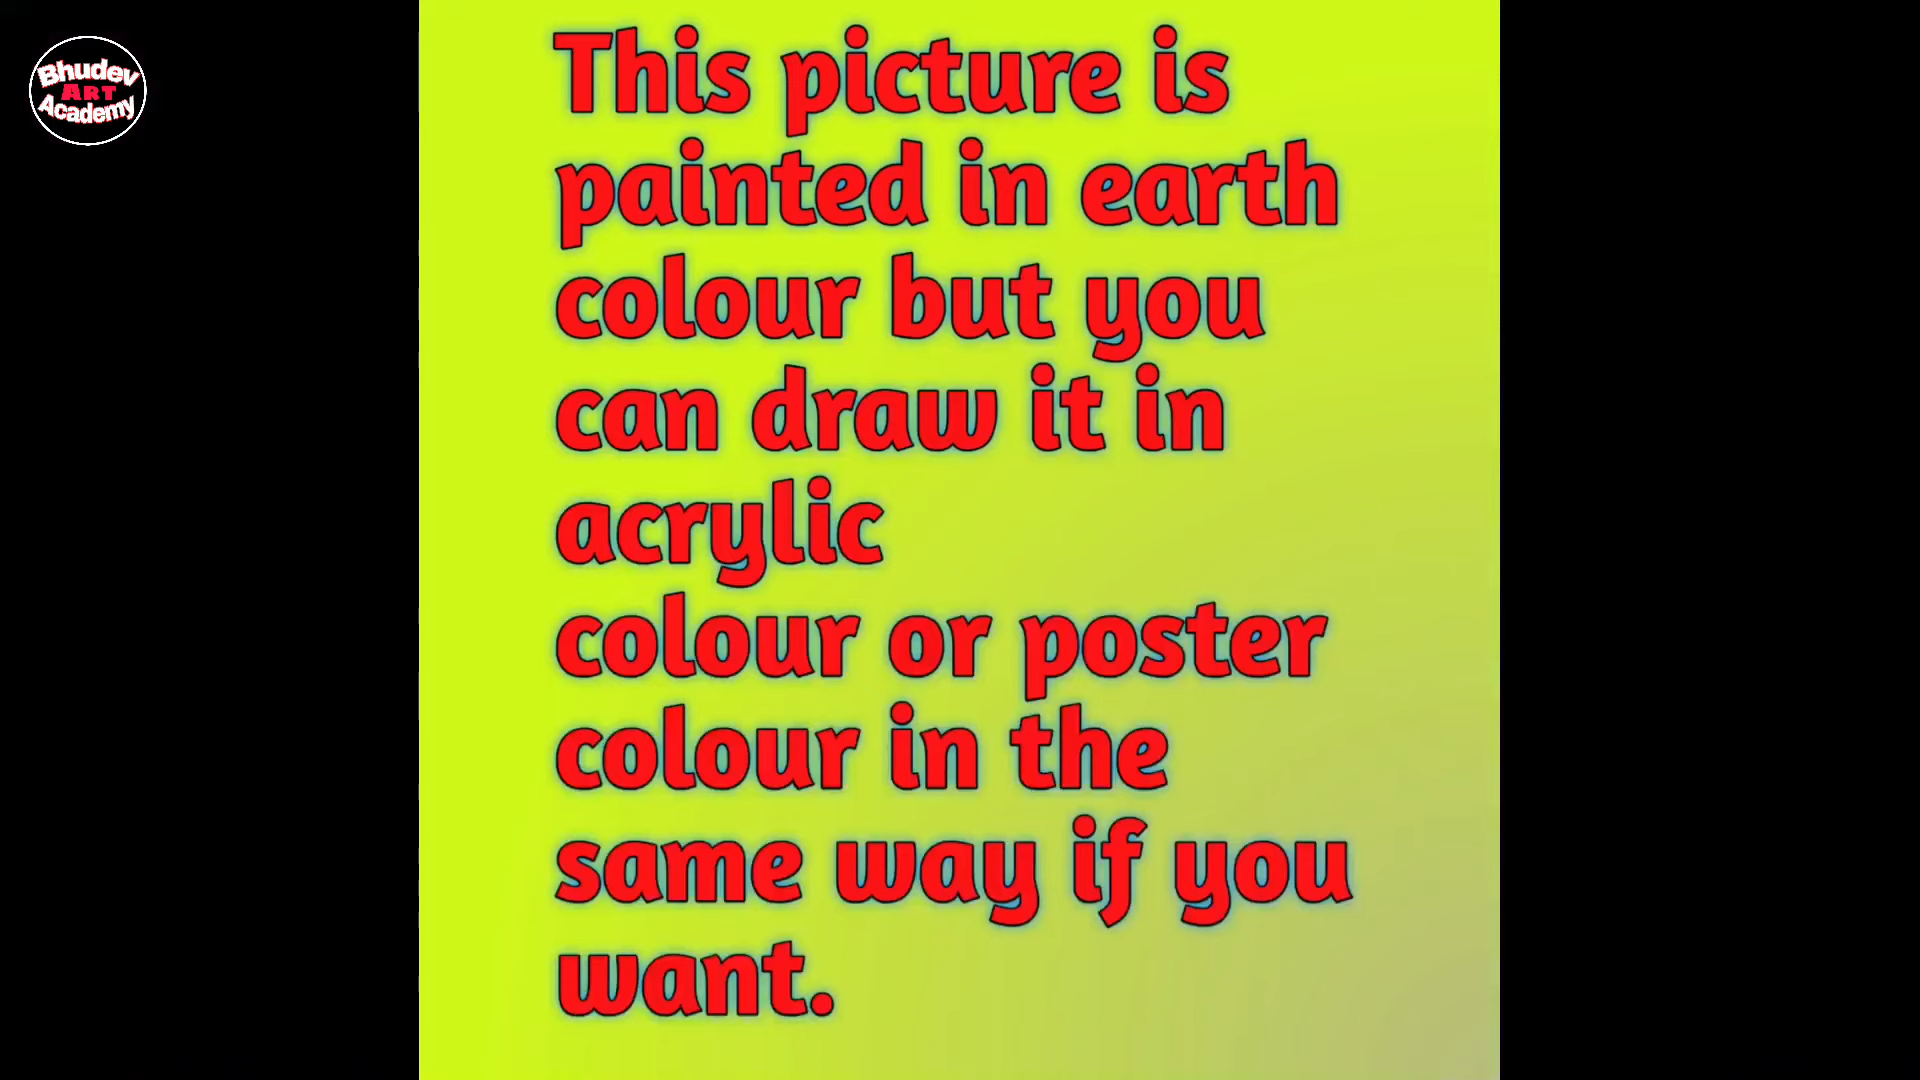 Bhudev
ART
Academy
This picture is
painted in earth
colour but you
can draw it in
acrylic
colour or poster
colour in the
same way if you
want.